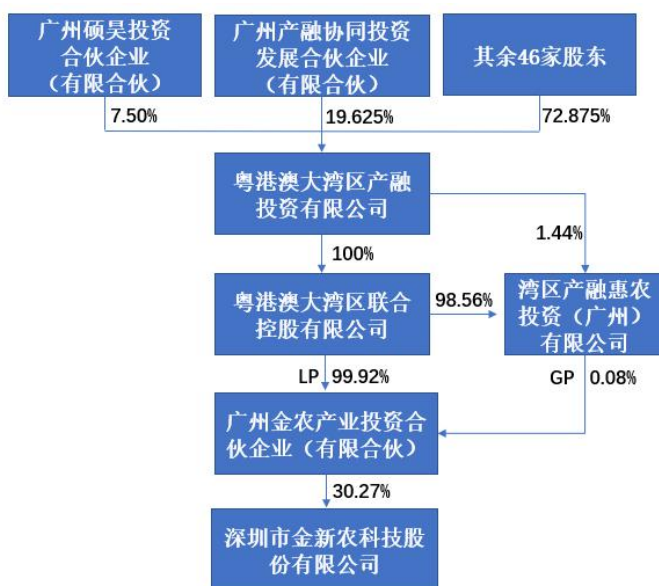 广州硕昊投资
合伙企业
（有限合伙）
广州产融协同投资
发展合伙企业
（有限合伙）
其余46家股东
7.50%
19.625%
72.875%
粤港澳大湾区产融
投资有限公司
1.44%
100%
粤港澳大湾区联合
控股有限公司
98.56%
湾区产融惠农
投资（广州）
有限公司
LP 99.92%
GP 0.08%
广州金农产业投资合
伙企业（有限合伙）
30.27%
深圳市金新农科技股
份有限公司